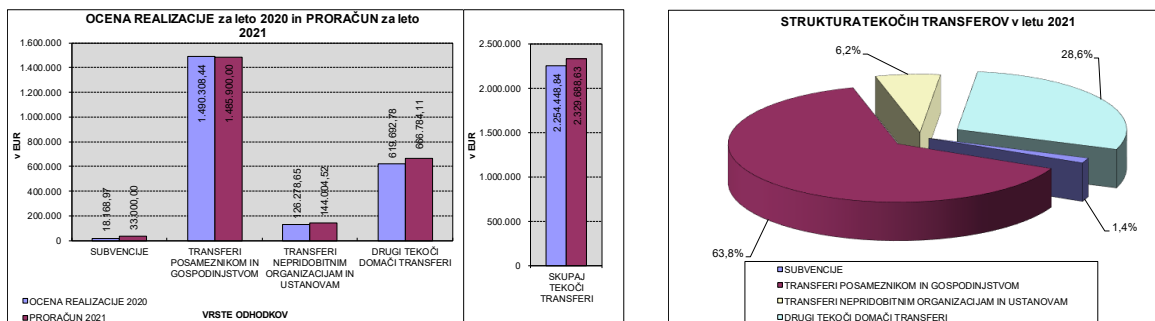 OCENA REALIZACIJE za leto 2020 in PRORAČUN za leto
2021
1.600.000
1.400.000
1.200.000
1.000.000
800.000
600.000
400.000
200.000
0
v EUR
18.168,97
33.000,00
1.490.308,44
1.485.900,00
126.278,65
144.004,52
619.692,78
666.784,11
SUBVENCIJE
TRANSFERI
POSAMEZNIKOM IN
GOSPODINJSTVOM
TRANSFERI
NEPRIDOBITNIM
ORGANIZACIJAM IN
USTANOVAM
DRUGI TEKOČI
DOMAČI TRANSFERI
OCENA REALIZACIJE 2020
PRORAČUN 2021
VRSTE ODHODKOV
2.500.000
2.000.000
1.500.000
1.000.000
500.000
0
v EUR
2.254.448,84
2.329.688,63
SKUPAJ
TEKOČI
TRANSFERI
STRUKTURA TEKOČIH TRANSFEROV v letu 2021
6,2%
28,6%
63,8%
1,4%
SUBVENCIJE
TRANSFERI POSAMEZNIKOM IN GOSPODINJSTVOM
TRANSFERI NEPRIDOBITNIM ORGANIZACIJAM IN USTANOVAM
DRUGI TEKOČI DOMAČI TRANSFERI